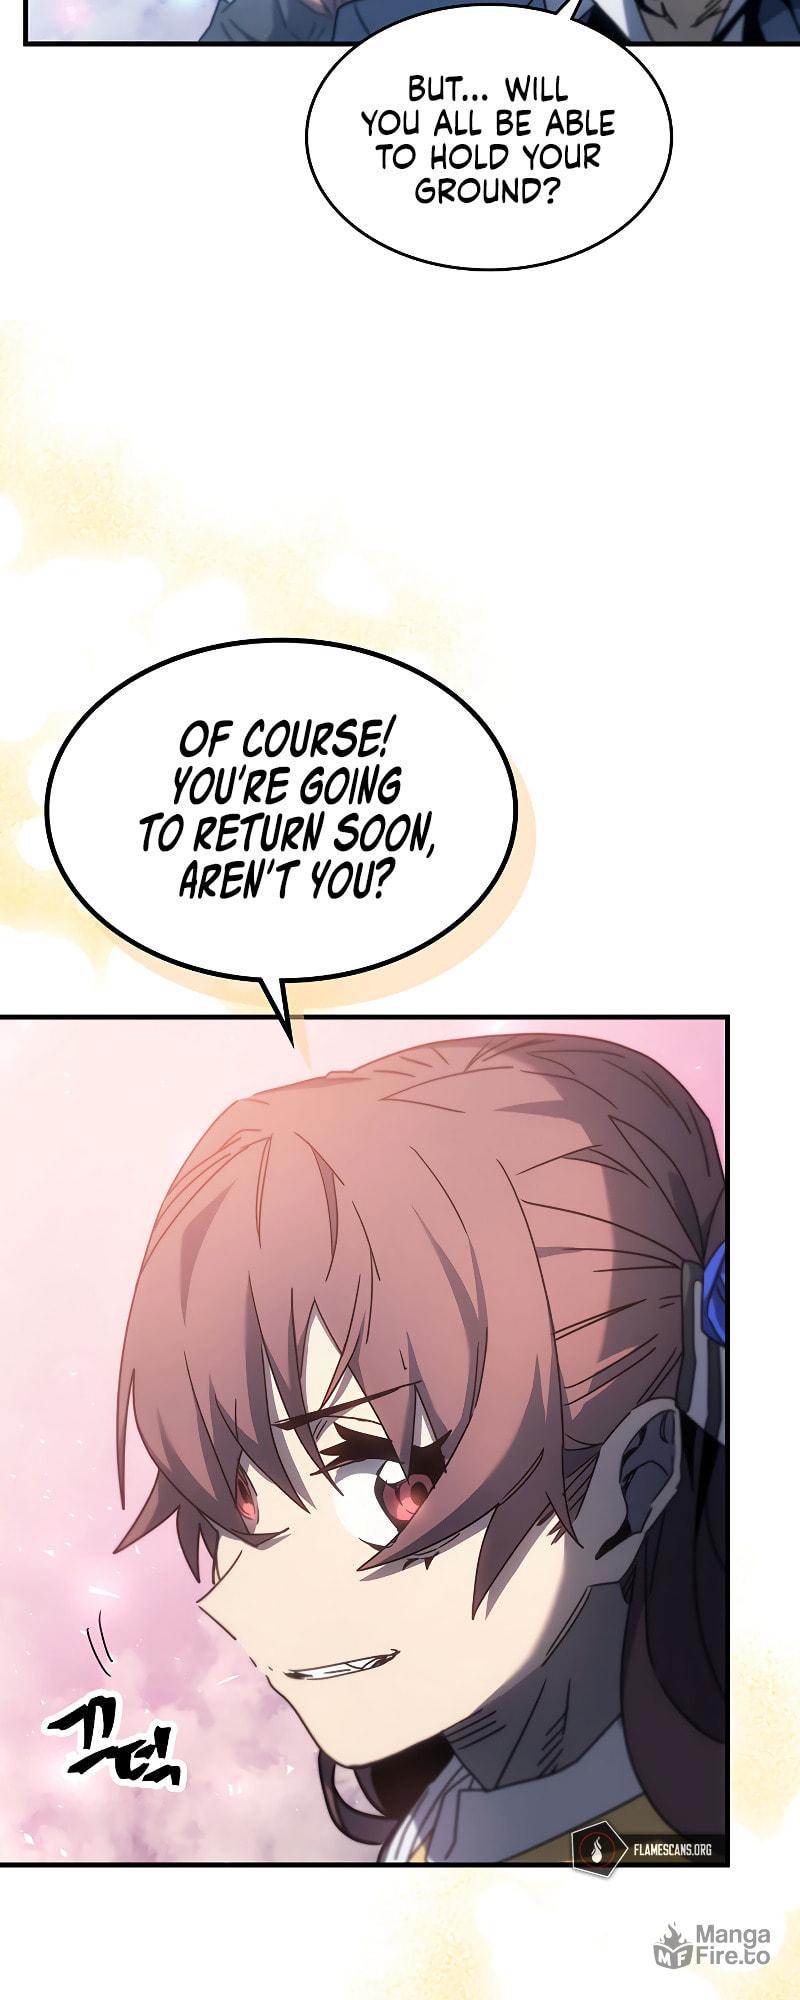 BUT... WILL
YOU ALL BE ABLE
TO HOLD YOUR
GROUND?
OF COURSE!
YOU'RE GOING
TO RETURN SOON,
AREN'T YOU?
끄덕
FLAMESCANS.ORG
Manga
MF Fire.to